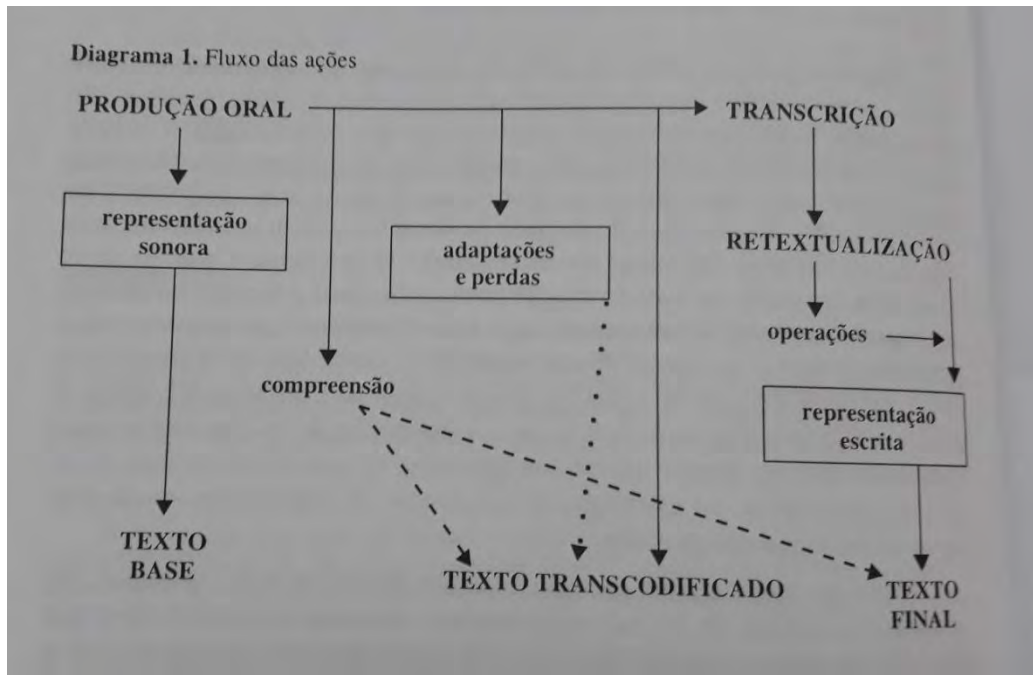 Diagrama 1. Fluxo das ações
PRODUÇÃO ORAL
TRANSCRIÇÃO
representação
sonora
adaptações
e perdas
RETEXTUALIZAÇÃO
operações
compreensão
representação
escrita
TEXTO
BASE
TEXTO TRANSCODIFICADO
TEXTO
FINAL